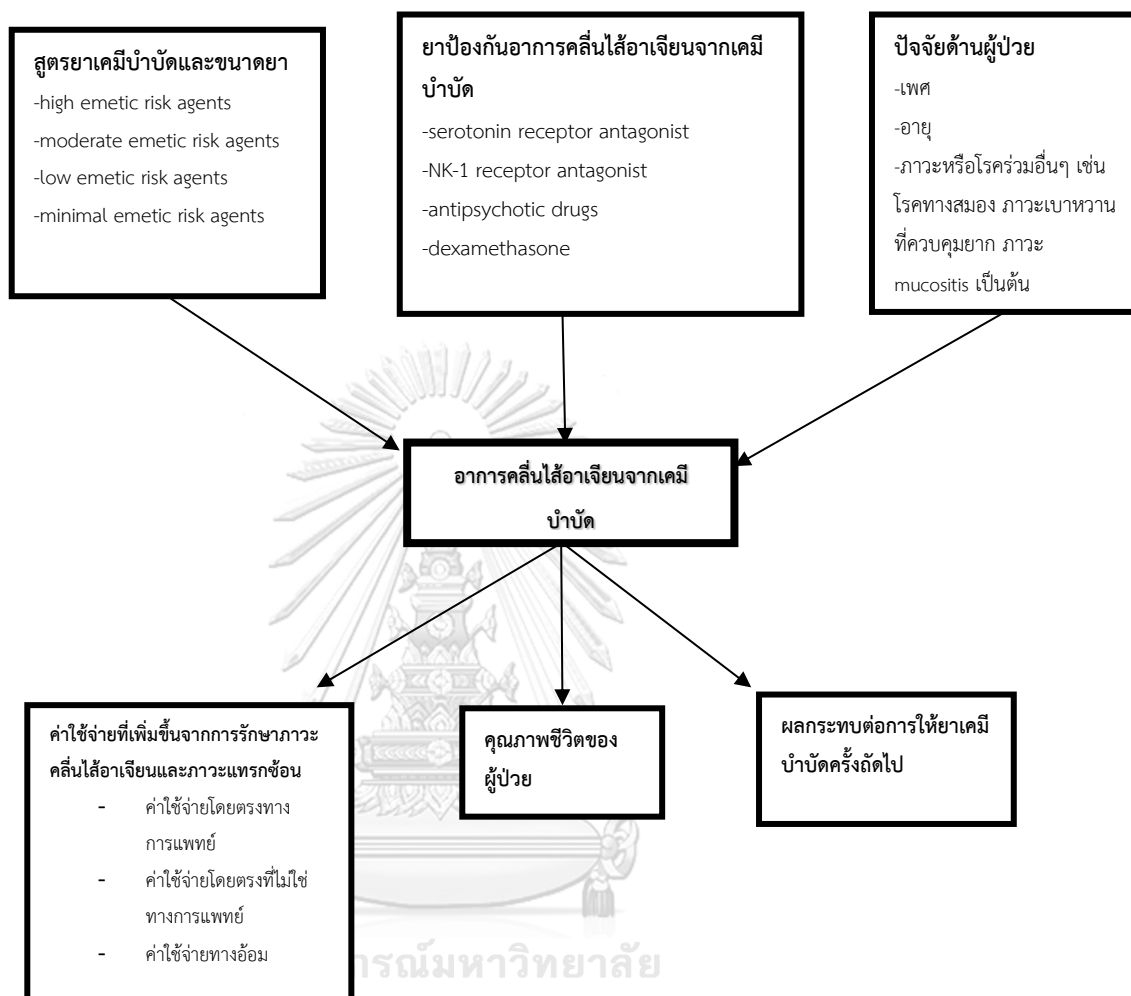 สูตรยาเคมีบำบัดและขนาดยา
-high emetic risk agents
-moderate emetic risk agents
-low emetic risk agents
-minimal emetic risk agents
ยาป้องกันอาการคลื่นไส้อาเจียนจากเคมี
บำบัด
-serotonin receptor antagonist
-NK-1 receptor antagonist
-antipsychotic drugs
-dexamethasone
ปัจจัยด้านผู้ป่วย
-เพศ
-อายุ
-ภาวะหรือโรคร่วมอื่นๆ เช่น
โรคทางสมอง ภาวะเบาหวาน
ที่ควบคุมยาก ภาวะ
mucositis เป็นต้น
อาการคลื่นไส้อาเจียนจากเคมี
บำบัด
ค่าใช้จ่ายที่เพิ่มขึ้นจากการรักษาภาวะ
คลื่นไส้อาเจียนและภาวะแทรกซ้อน
- ค่าใช้จ่ายโดยตรงทาง
การแพทย์
- ค่าใช้จ่ายโดยตรงที่ไม่ใช่
ทางการแพทย์
- ค่าใช้จ่ายทางอ้อม
คุณภาพชีวิตของ
ผู้ป่วย
ผลกระทบต่อการให้ยาเคมี
บำบัดครั้งถัดไป
รณ์มหาวิทยาลัย